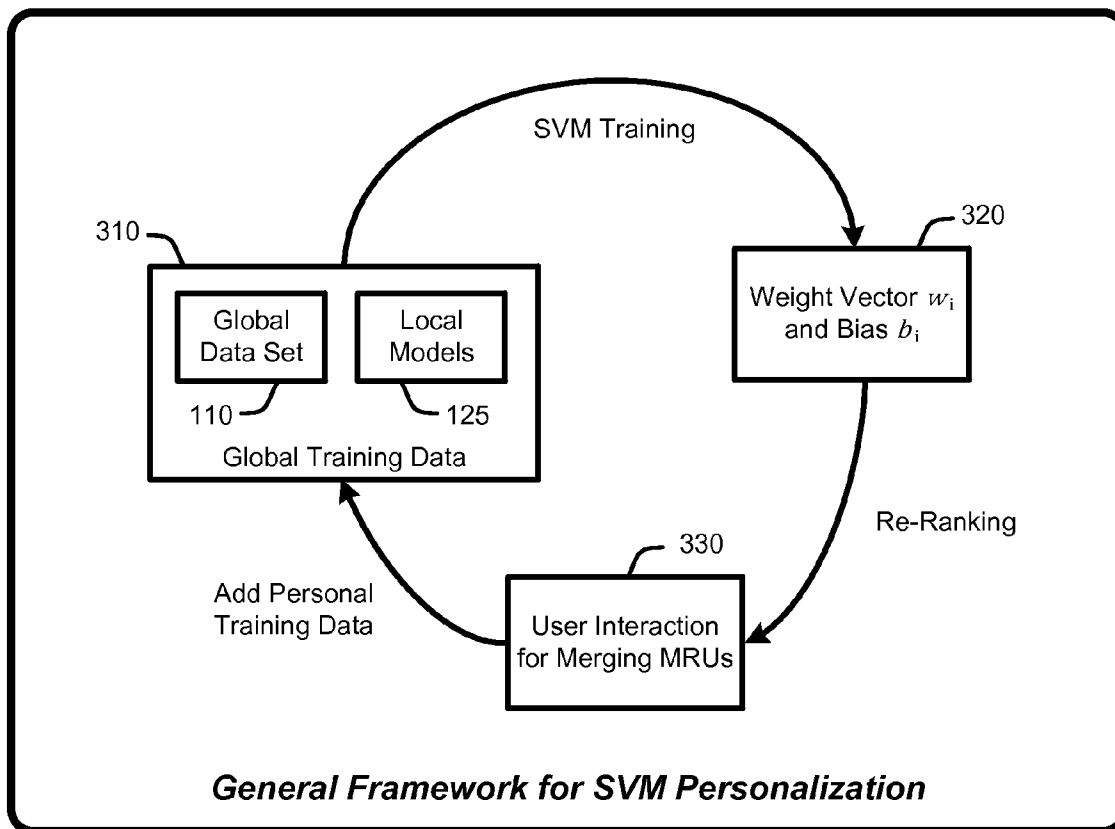 SVM Training
310
320
Global
Data Set
Local
Models
110
125
Global Training Data
Weight Vector wi
and Bias bi
Re-Ranking
330
Add Personal
Training Data
User Interaction
for Merging MRUs
General Framework for SVM Personalization